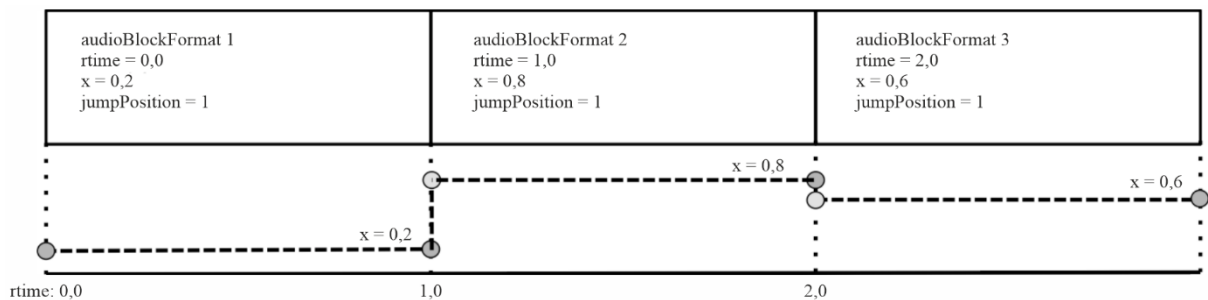 audioBlockFormat 1
rtime = 0,0
x = 0,2
jumpPosition = 1
audioBlockFormat 2
rtime = 1,0
x = 0,8
jumpPosition = 1
audioBlockFormat 3
rtime = 2,0
x = 0,6
jumpPosition = 1
x = 0,8
x = 0,6
x = 0,2
rtime: 0,0
1,0
2,0